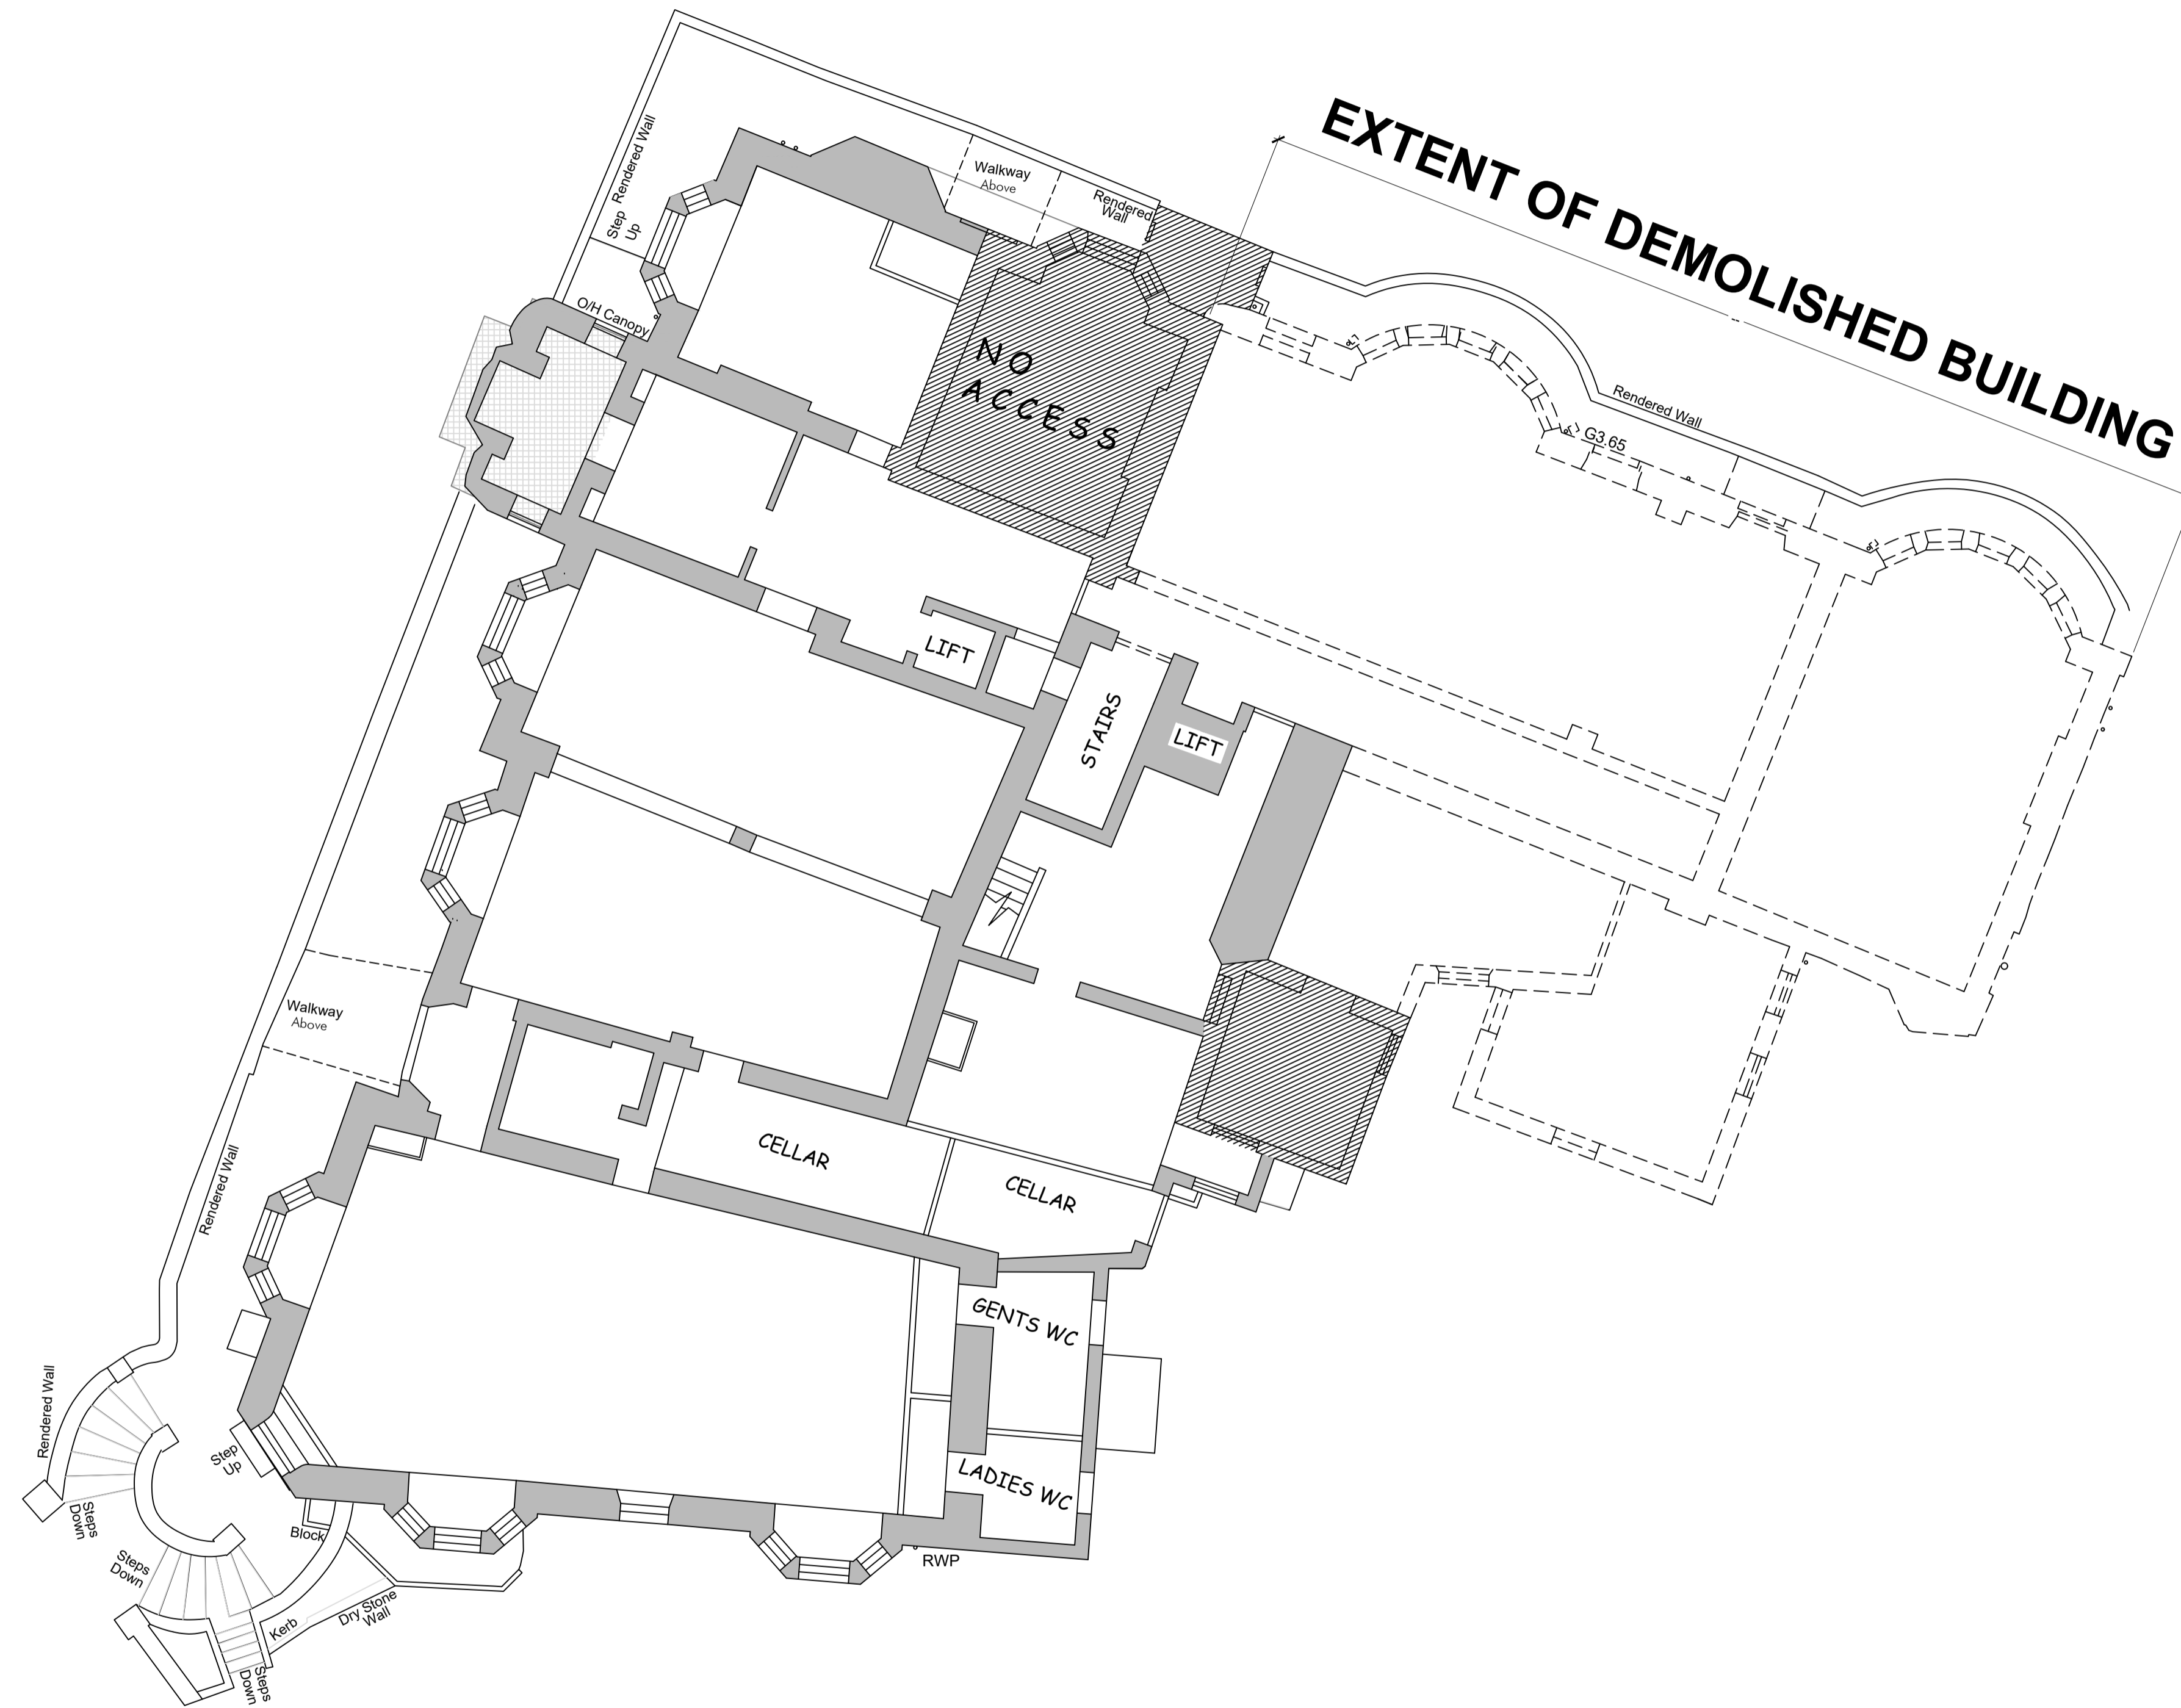 EXTENT OF DEMOLISHED BUILDING
Rendered Wall
Step
Up
Walkway
Above
Rendered
Wall
O/H Canopy
NO
ACCESS
Rendered Wall
G3.65
LIFT
STAIRS
LIFT
Walkway
Above
Rendered Wall
CELLAR
CELLAR
GENTS WC
LADIES WC
Rendered Wall
Step
Up
Steps
Down
Block
RWP
Steps
Down
Dry Stone
Wall
Kerb
Steps
Down